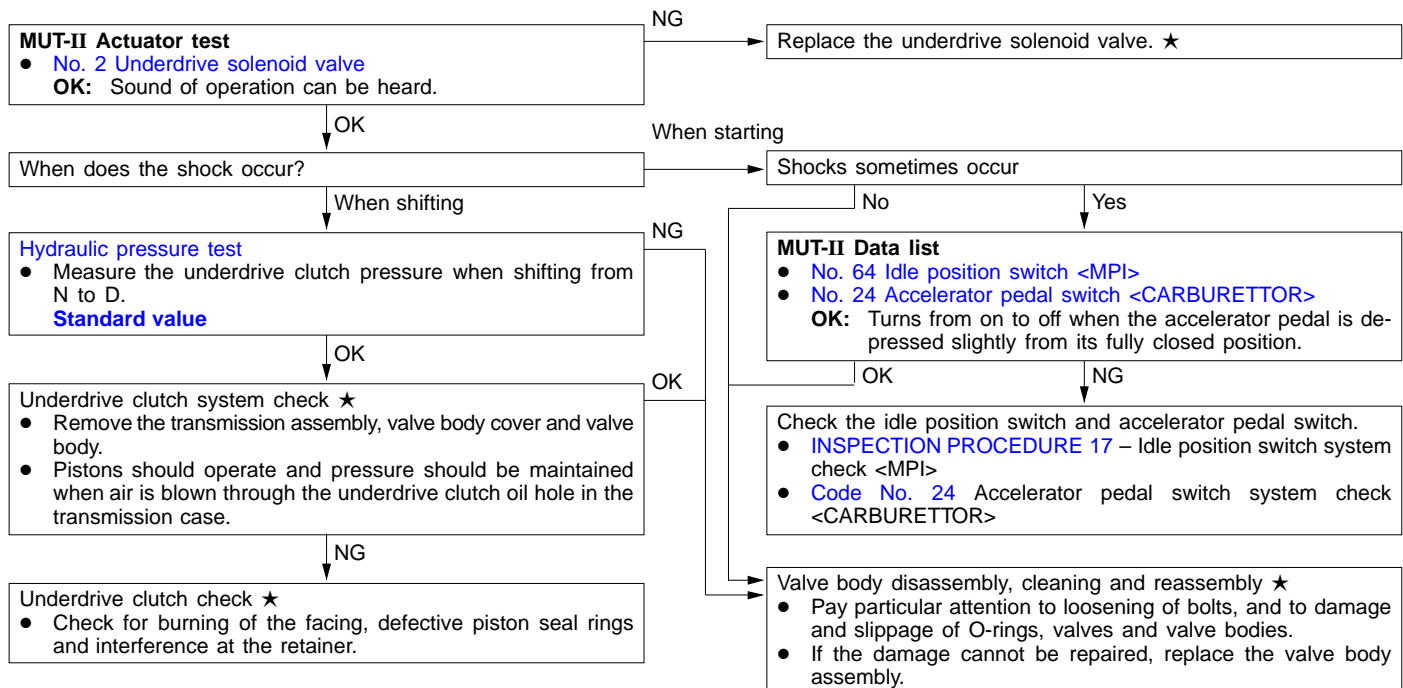 NG
MUT-II Actuator test
● No. 2 Underdrive solenoid valve
OK: Sound of operation can be heard.
Replace the underdrive solenoid valve. ★
OK
When starting
When does the shock occur?
Shocks sometimes occur
When shifting
No
Yes
NG
Hydraulic pressure test
● Measure the underdrive clutch pressure when shifting from
N to D.
Standard value
MUT-II Data list
● No. 64 Idle position switch <MPI>
● No. 24 Accelerator pedal switch <CARBURETTOR>
OK: Turns from on to off when the accelerator pedal is de-
pressed slightly from its fully closed position.
OK
OK
NG
OK
Underdrive clutch system check ★
● Remove the transmission assembly, valve body cover and valve
body.
● Pistons should operate and pressure should be maintained
when air is blown through the underdrive clutch oil hole in the
transmission case.
Check the idle position switch and accelerator pedal switch.
● INSPECTION PROCEDURE 17 – Idle position switch system
check <MPI>
● Code No. 24 Accelerator pedal switch system check
<CARBURETTOR>
NG
Underdrive clutch check ★
● Check for burning of the facing, defective piston seal rings
and interference at the retainer.
Valve body disassembly, cleaning and reassembly ★
● Pay particular attention to loosening of bolts, and to damage
and slippage of O-rings, valves and valve bodies.
● If the damage cannot be repaired, replace the valve body
assembly.